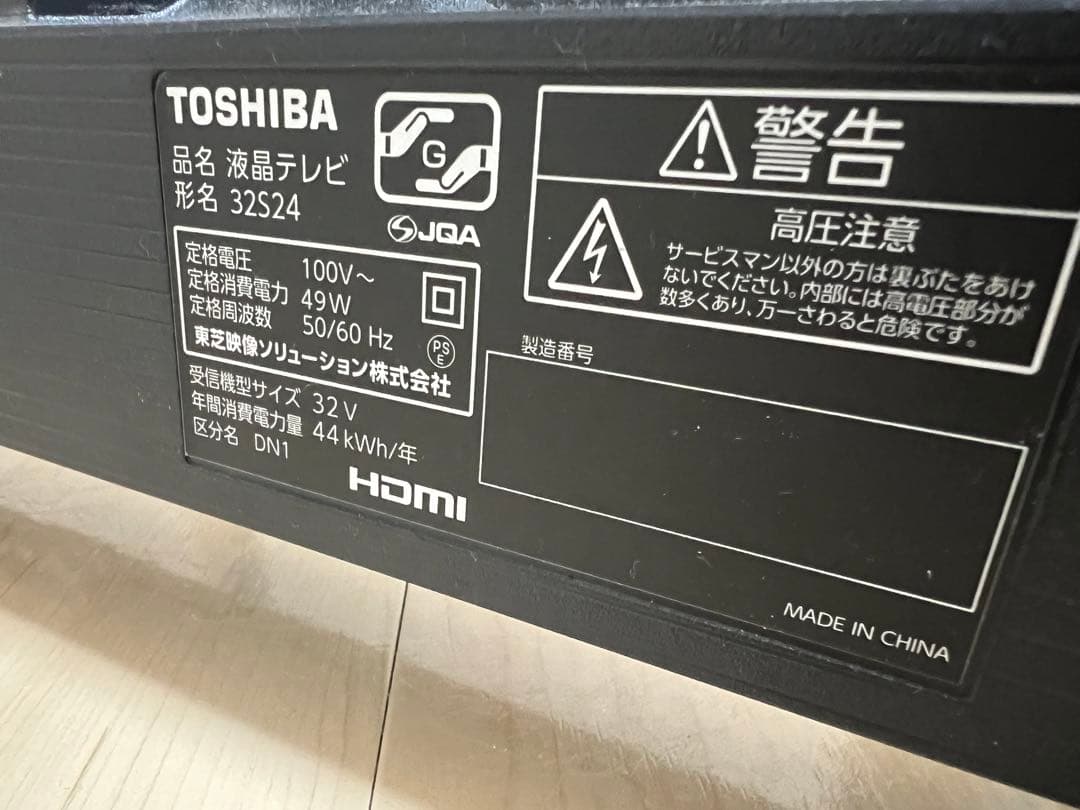 TOSHIBA
品名 液晶テレビ
形名 32S24
G
JQA
定格電圧 100V～
定格消費電力 49W
定格周波数 50/60 Hz
PS
E
東芝映像ソリューション株式会社
受信機型サイズ 32V
年間消費電力量 44kWh/年
区分名 DN1
HDMI
警告
高圧注意
サービスマン以外の方は裏ぶたをあけ
ないでください。内部には高電圧部分が
数多くあり、万一さわると危険です。
製造番号
MADE IN CHINA